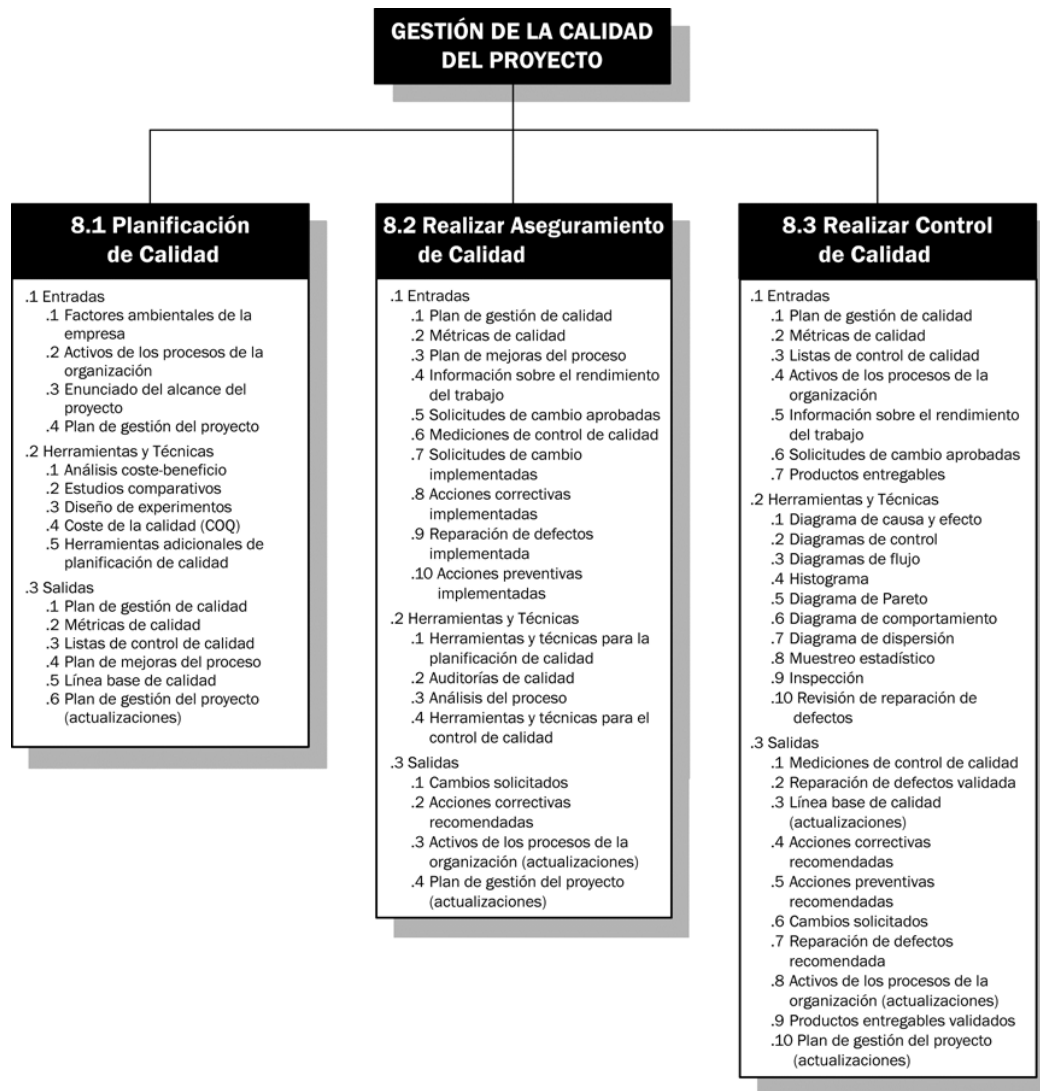 GESTIÓN DE LA CALIDAD
DEL PROYECTO
8.1 Planificación
de Calidad
.1 Entradas
.1 Factores ambientales de la
empresa
.2 Activos de los procesos de la
organización
.3 Enunciado del alcance del
proyecto
.4 Plan de gestión del proyecto
.2 Herramientas y Técnicas
.1 Análisis coste-beneficio
.2 Estudios comparativos
.3 Diseño de experimentos
.4 Coste de la calidad (COQ)
.5 Herramientas adicionales de
planificación de calidad
.3 Salidas
.1 Plan de gestión de calidad
.2 Métricas de calidad
.3 Listas de control de calidad
.4 Plan de mejoras del proceso
.5 Línea base de calidad
.6 Plan de gestión del proyecto
(actualizaciones)
8.2 Realizar Aseguramiento
de Calidad
.1 Entradas
.1 Plan de gestión de calidad
.2 Métricas de calidad
.3 Plan de mejoras del proceso
.4 Información sobre el rendimiento
del trabajo
.5 Solicitudes de cambio aprobadas
.6 Mediciones de control de calidad
.7 Solicitudes de cambio
implementadas
.8 Acciones correctivas
implementadas
.9 Reparación de defectos
implementada
.10 Acciones preventivas
implementadas
.2 Herramientas y Técnicas
.1 Herramientas y técnicas para la
planificación de calidad
.2 Auditorías de calidad
.3 Análisis del proceso
.4 Herramientas y técnicas para el
control de calidad
.3 Salidas
.1 Cambios solicitados
.2 Acciones correctivas
recomendadas
.3 Activos de los procesos de la
organización (actualizaciones)
.4 Plan de gestión del proyecto
(actualizaciones)
8.3 Realizar Control
de Calidad
.1 Entradas
.1 Plan de gestión de calidad
.2 Métricas de calidad
.3 Listas de control de calidad
.4 Activos de los procesos de la
organización
.5 Información sobre el rendimiento
del trabajo
.6 Solicitudes de cambio aprobadas
.7 Productos entregables
.2 Herramientas y Técnicas
.1 Diagrama de causa y efecto
.2 Diagramas de control
.3 Diagramas de flujo
.4 Histograma
.5 Diagrama de Pareto
.6 Diagrama de comportamiento
.7 Diagrama de dispersión
.8 Muestreo estadístico
.9 Inspección
.10 Revisión de reparación de
defectos
.3 Salidas
.1 Mediciones de control de calidad
.2 Reparación de defectos validada
.3 Línea base de calidad
(actualizaciones)
.4 Acciones correctivas
recomendadas
.5 Acciones preventivas
recomendadas
.6 Cambios solicitados
.7 Reparación de defectos
recomendada
.8 Activos de los procesos de la
organización (actualizaciones)
.9 Productos entregables validados
.10 Plan de gestión del proyecto
(actualizaciones)